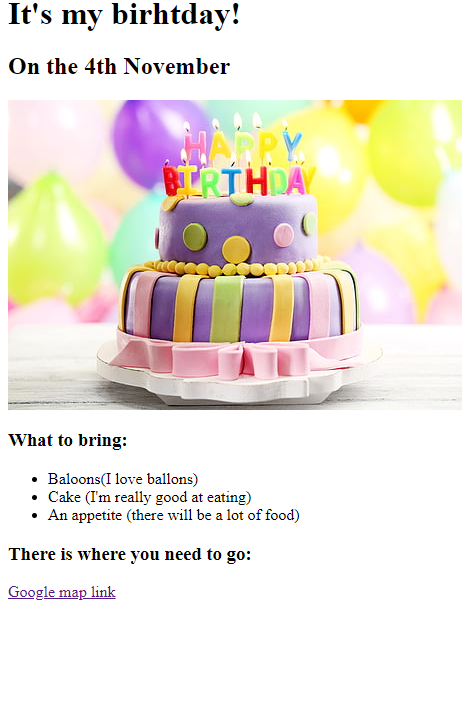 It's my birhtday!
On the 4th November
HAPPY
BIRTHDAY
What to bring:
Baloons(I love ballons)
Cake (I'm really good at eating)
An appetite (there will be a lot of food)
There is where you need to go:
Google map link